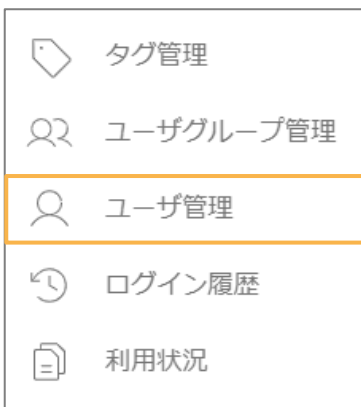 タグ管理
ユーザグループ管理
ユーザ管理
ログイン履歴
利用状況